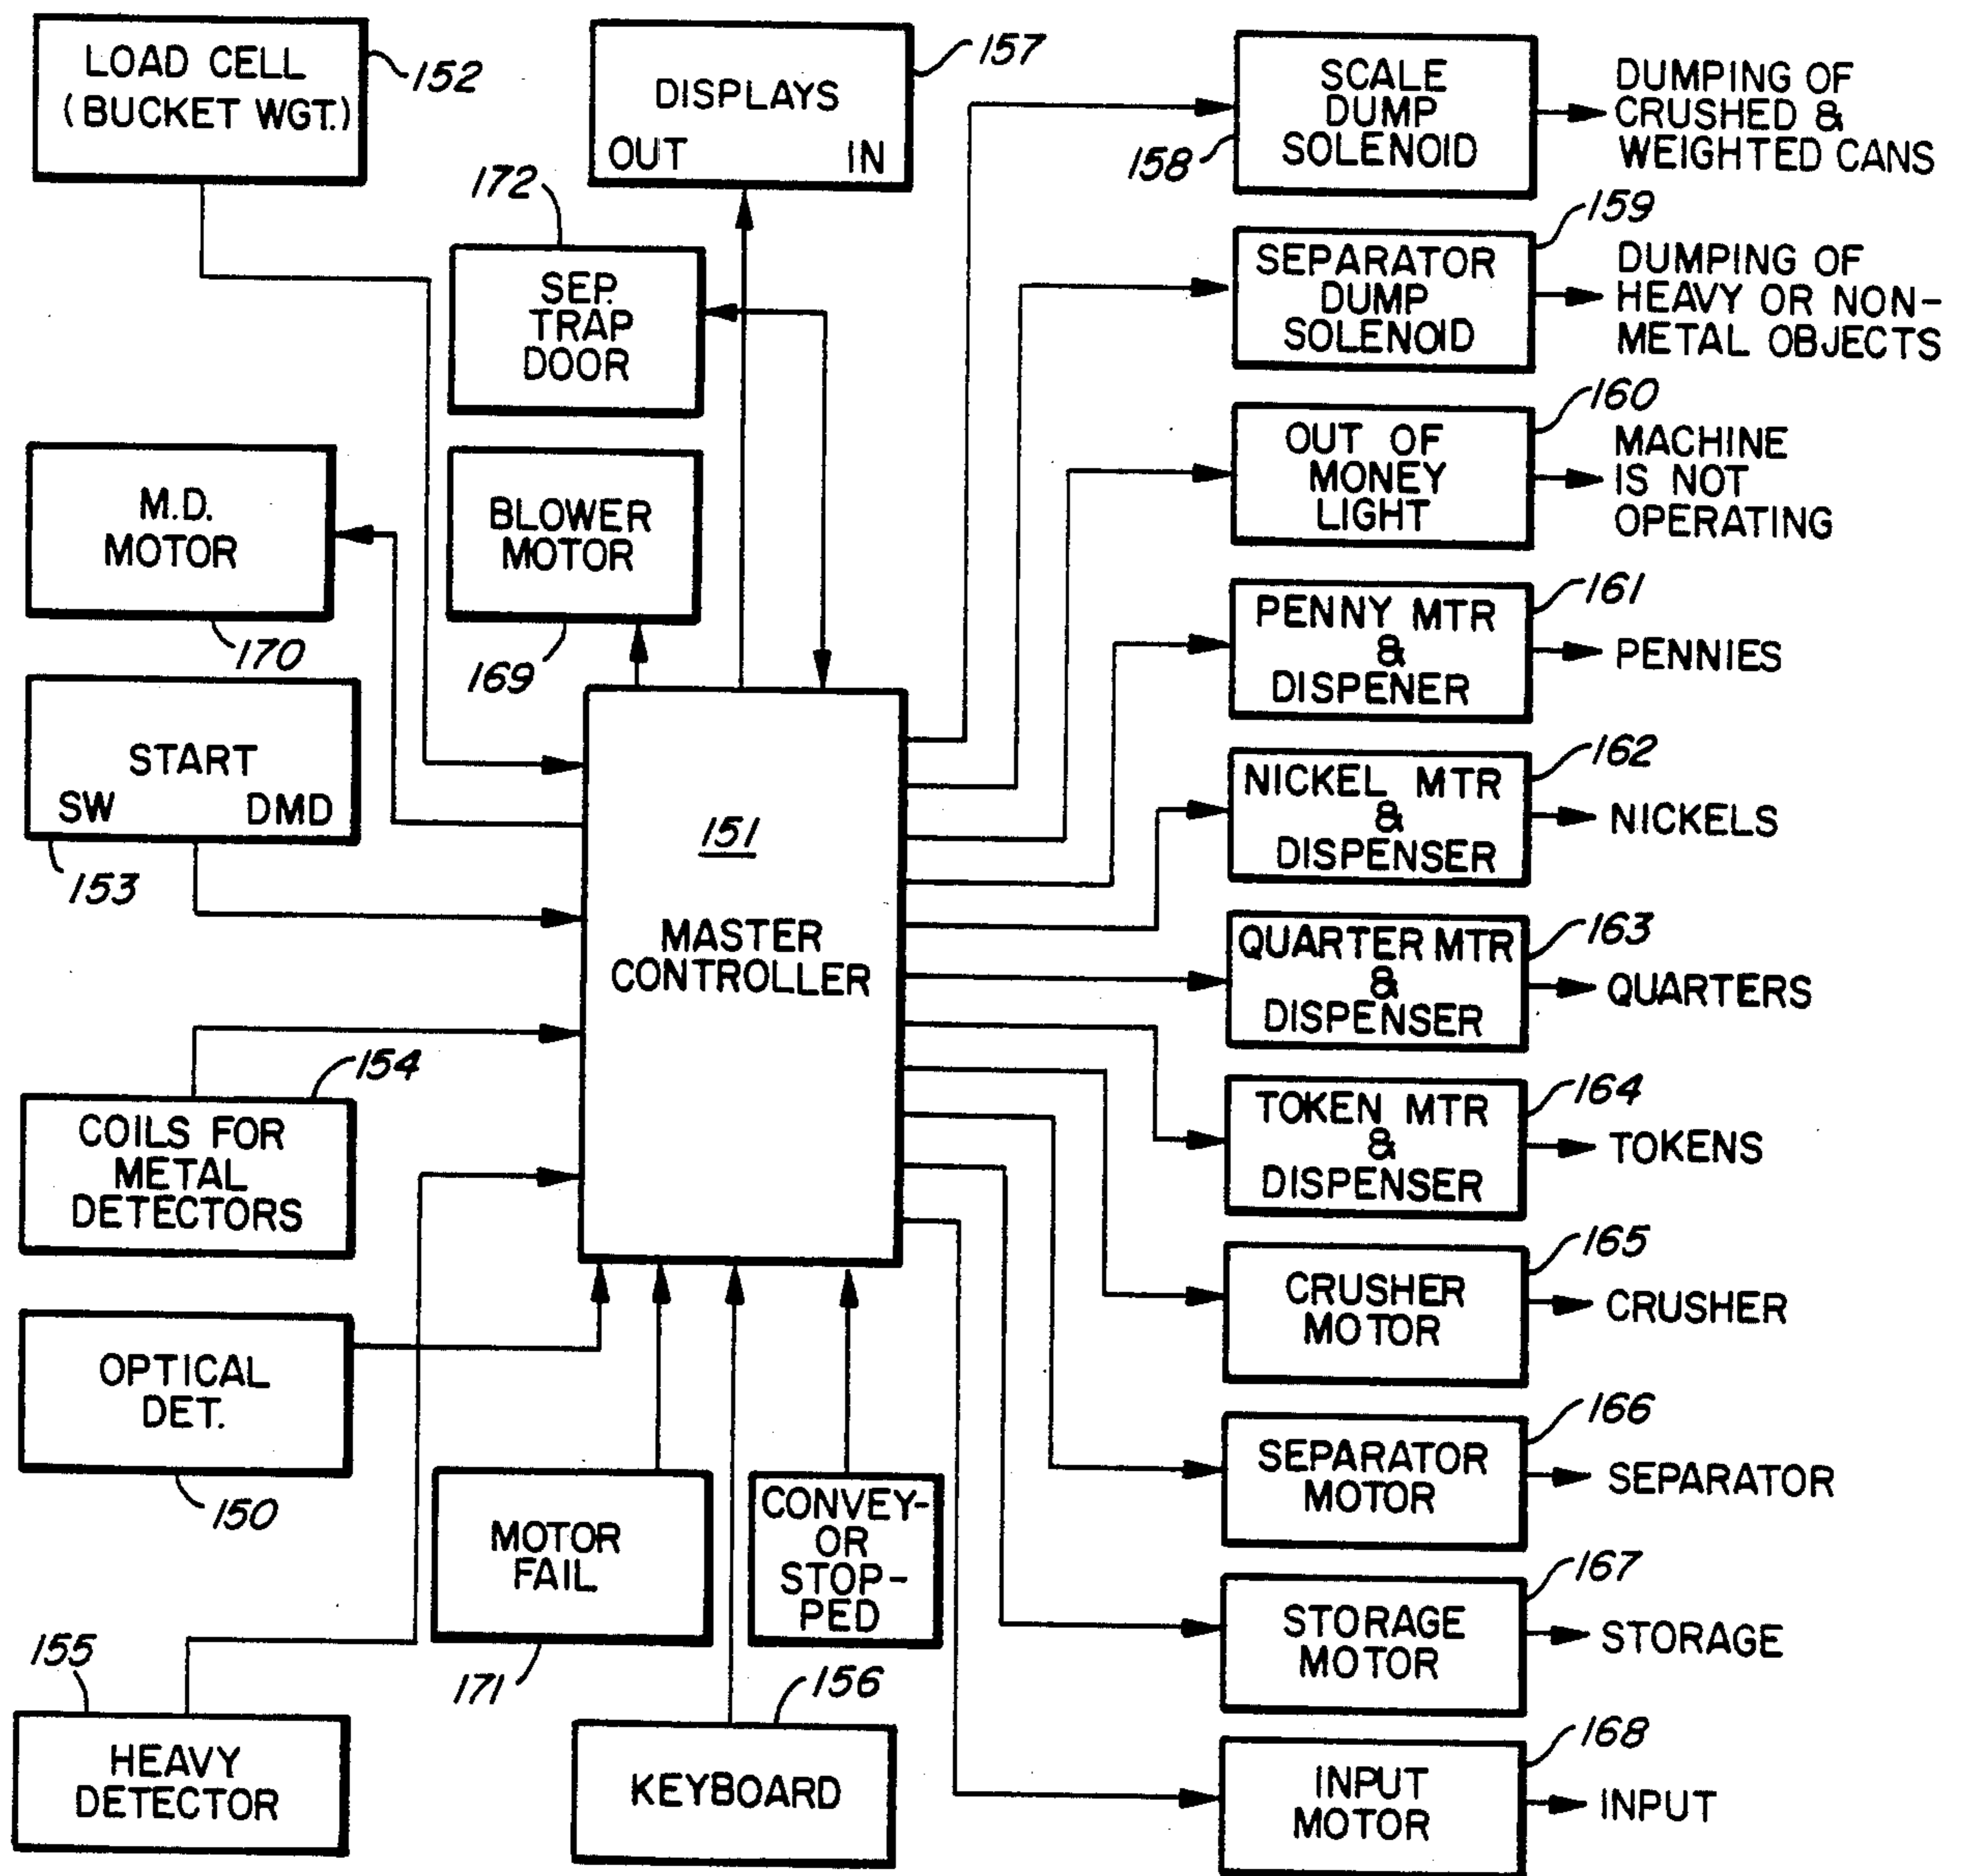 LOAD CELL
(BUCKET WGT.)
152
DISPLAYS
OUT IN
157
SCALE
DUMP
SOLENOID
158
DUMPING OF
CRUSHED &
WEIGHTED CANS
172
SEP.
TRAP
DOOR
SEPARATOR
DUMP
SOLENOID
159
DUMPING OF
HEAVY OR NON-
METAL OBJECTS
M.D.
MOTOR
170
BLOWER
MOTOR
169
OUT OF
MONEY
LIGHT
160
MACHINE
IS NOT
OPERATING
START
SW DMD
153
PENNY MTR
&
DISPENER
161
PENNIES
151
MASTER
CONTROLLER
NICKEL MTR
&
DISPENSER
162
NICKELS
QUARTER MTR
&
DISPENSER
163
QUARTERS
154
COILS FOR
METAL
DETECTORS
TOKEN MTR
&
DISPENSER
164
TOKENS
OPTICAL
DET.
150
CRUSHER
MOTOR
165
CRUSHER
MOTOR
FAIL
171
CONVEY-
OR
STOP-
PED
SEPARATOR
MOTOR
166
SEPARATOR
STORAGE
MOTOR
167
STORAGE
155
HEAVY
DETECTOR
156
KEYBOARD
INPUT
MOTOR
168
INPUT